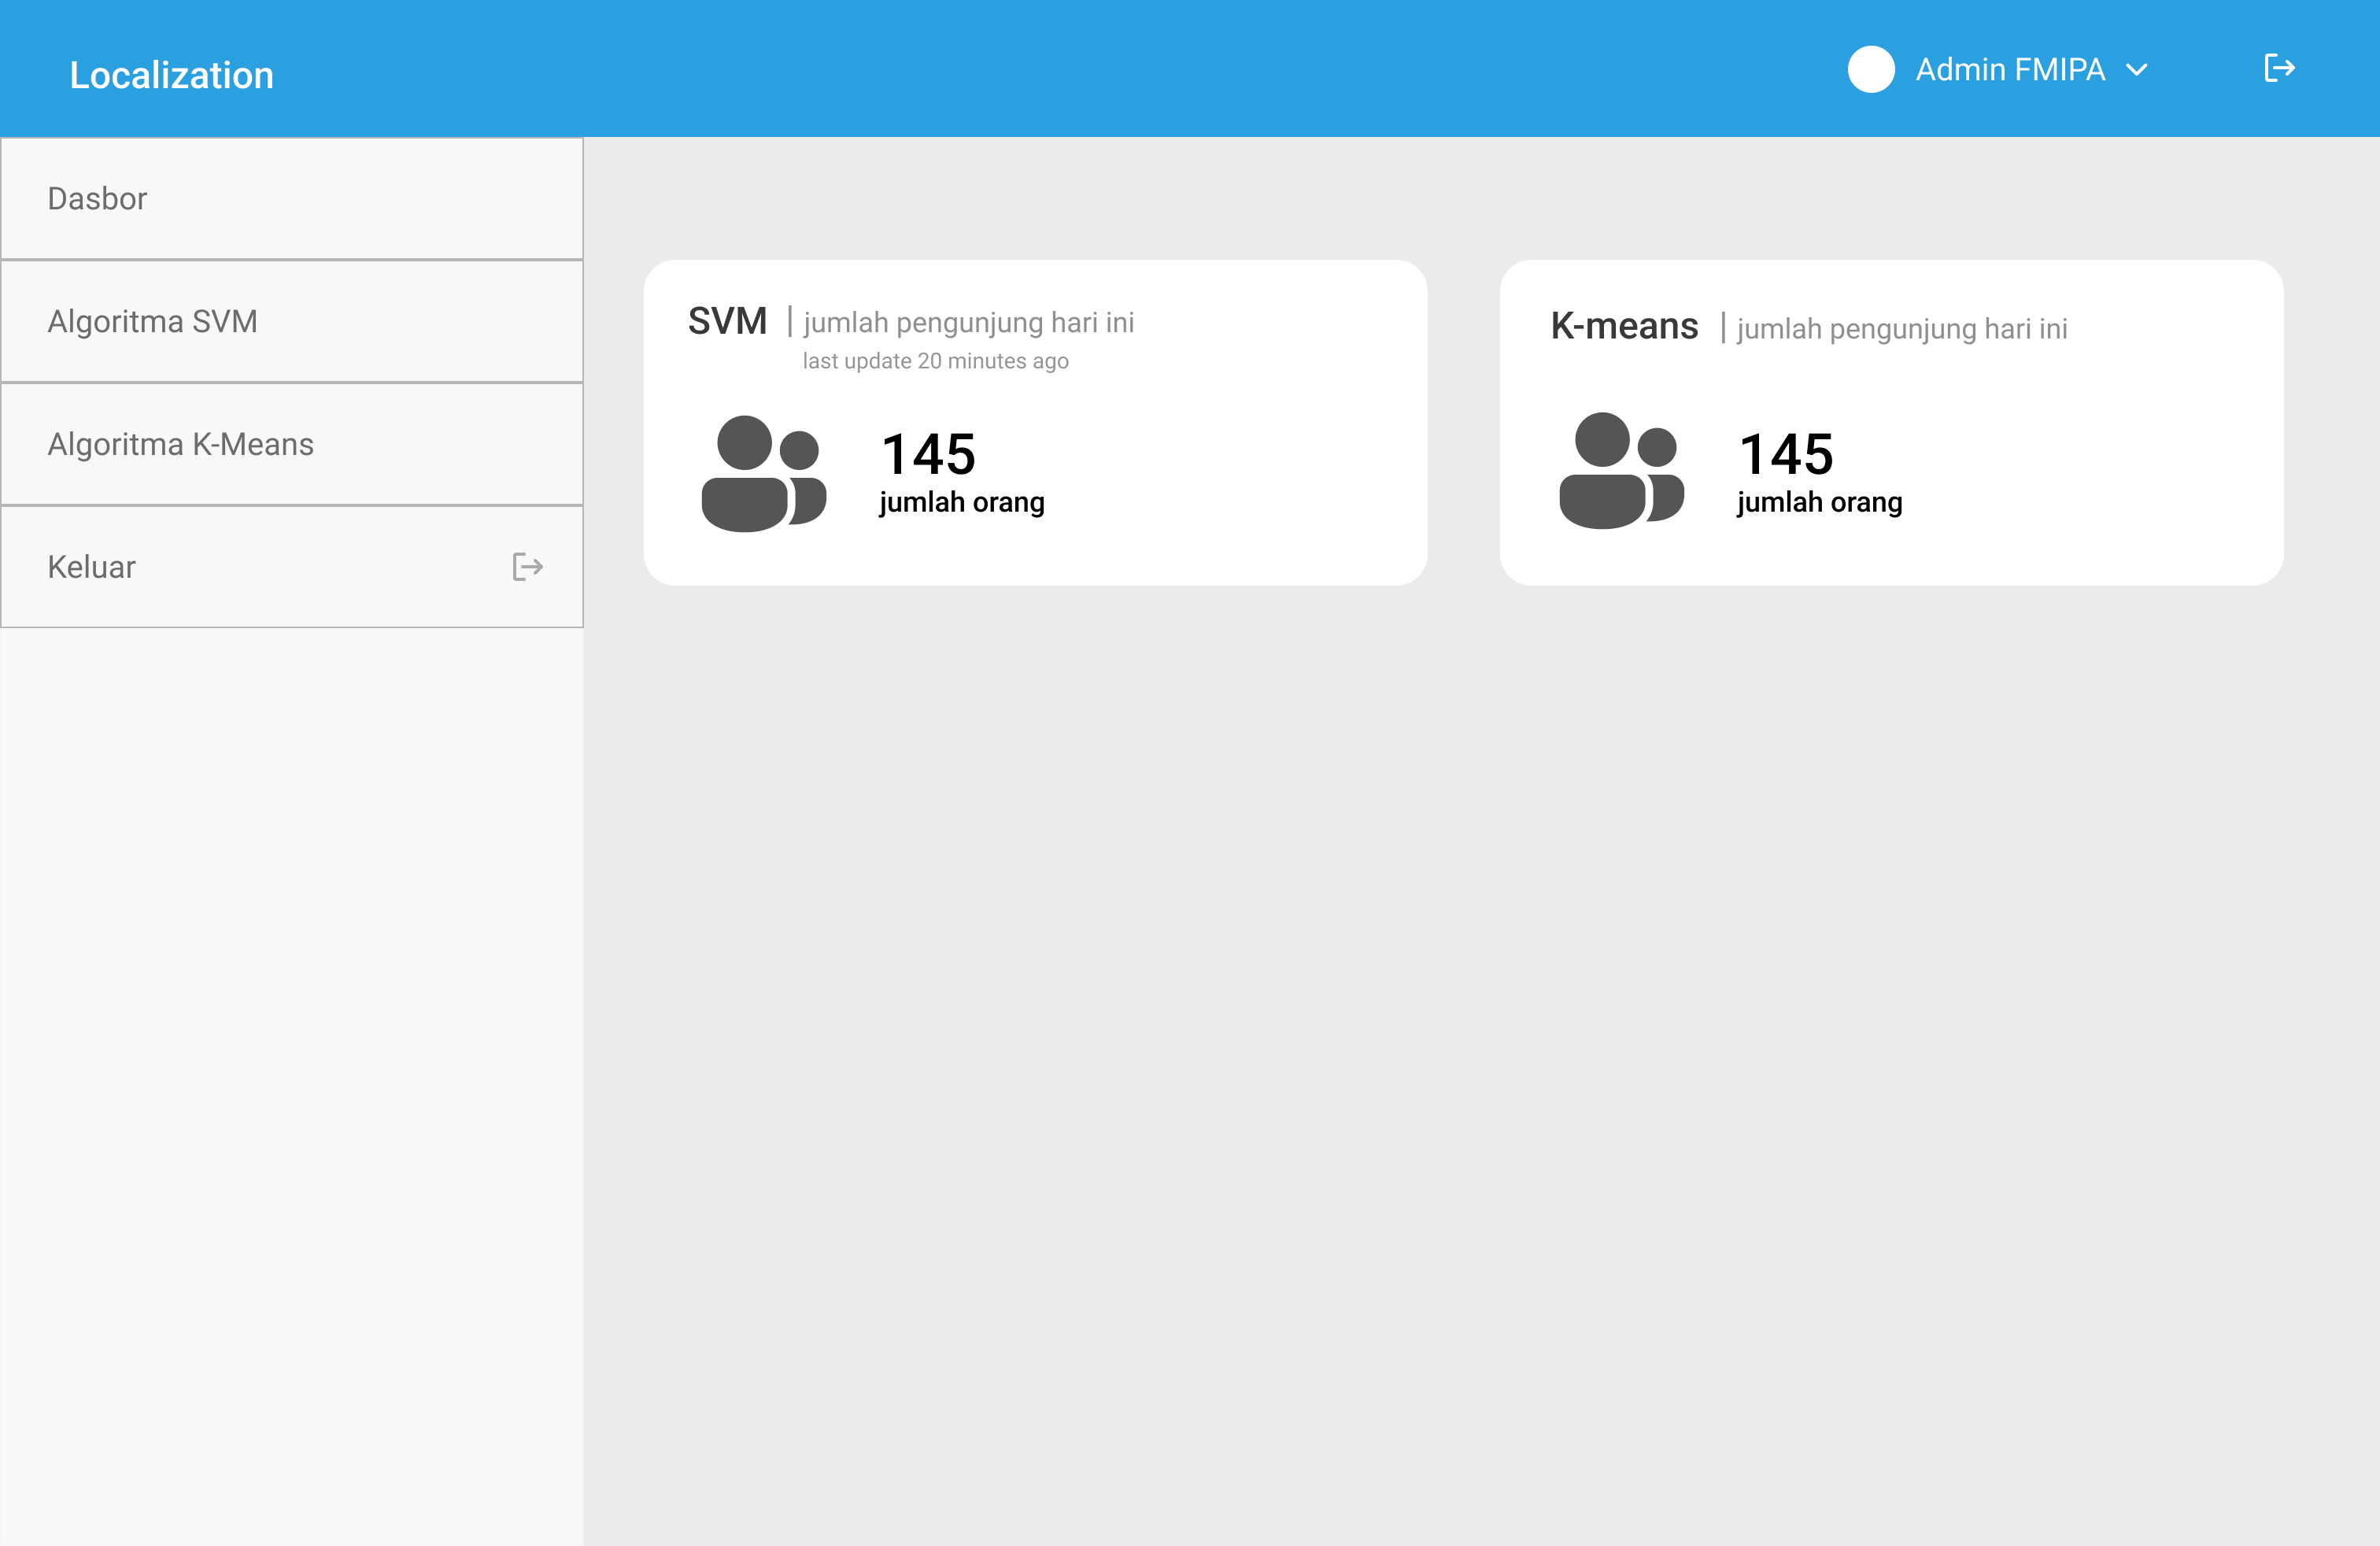 Localization
Admin FMIPA
Dasbor
Algoritma SVM
Algoritma K-Means
Keluar
SVM | jumlah pengunjung hari ini
last update 20 minutes ago
145
jumlah orang
K-means | jumlah pengunjung hari ini
145
jumlah orang